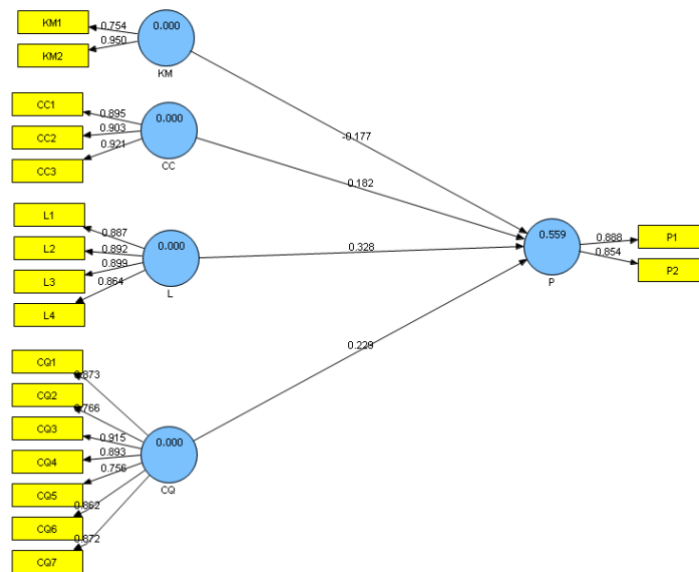 KM1
0.754
0.000
KM2
0.950
KM
CC1
0.895
0.000
CC2
0.903
CC3
0.921
CC
-0.177
0.182
L1
0.887
0.000
L2
0.892
L3
0.899
L4
0.864
L
0.328
0.559
P
0.888
P1
0.854
P2
0.229
CQ1
0.873
CQ2
0.766
CQ3
0.915
0.000
CQ4
0.893
CQ5
0.756
CQ
CQ6
0.862
CQ7
0.872